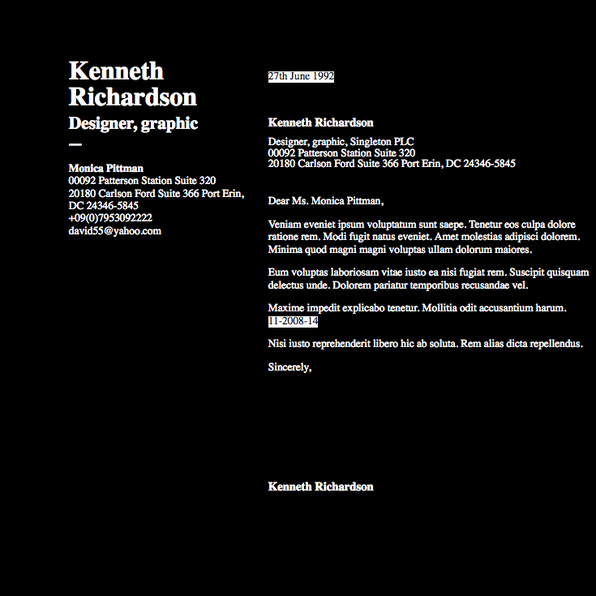 Kenneth
Richardson
Designer, graphic
—
Monica Pittman
00092 Patterson Station Suite 320
20180 Carlson Ford Suite 366 Port Erin,
DC 24346-5845
+09(0)7953092222
david55@yahoo.com
27th June 1992
Kenneth Richardson
Designer, graphic, Singleton PLC
00092 Patterson Station Suite 320
20180 Carlson Ford Suite 366 Port Erin, DC 24346-5845
Dear Ms. Monica Pittman,
Veniam eveniet ipsum voluptatum sunt saepe. Tenetur eos culpa dolore
ratione rem. Modi fugit natus eveniet. Amet molestias adipisci dolorem.
Minima quod magni magni voluptas ullam dolorum maiores.
Eum voluptas laboriosam vitae iusto ea nisi fugiat rem. Suscipit quisquam
delectus unde. Dolorem pariatur temporibus recusandae vel.
Maxime impedit explicabo tenetur. Mollitia odit accusantium harum.
11-2008-14
Nisi iusto reprehenderit libero hic ab soluta. Rem alias dicta repellendus.
Sincerely,
Kenneth Richardson